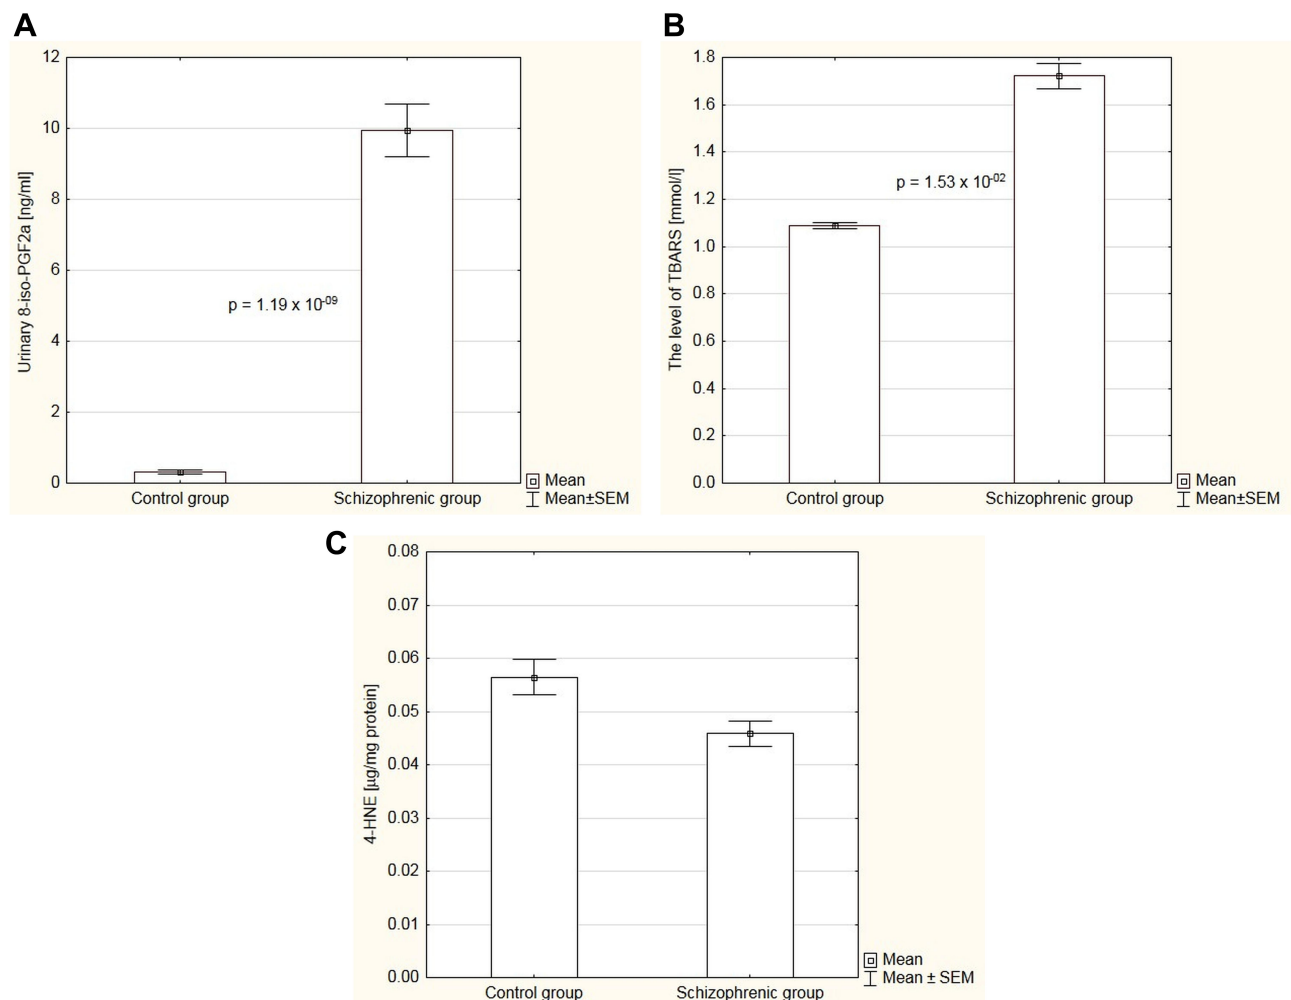 A
Urinary 8-iso-PGF2a [ng/ml]
12
10
8
6
4
2
0
p = 1.19 x 10-09
Control group
Schizophrenic group
Mean
Mean±SEM
B
The level of TBARS [mmol/l]
1.8
1.6
1.4
1.2
1.0
0.8
0.6
0.4
0.2
0.0
p = 1.53 x 10-02
Control group
Schizophrenic group
Mean
Mean±SEM
C
4-HNE [µg/mg protein]
0.08
0.07
0.06
0.05
0.04
0.03
0.02
0.01
0.00
Control group
Schizophrenic group
Mean
Mean ± SEM